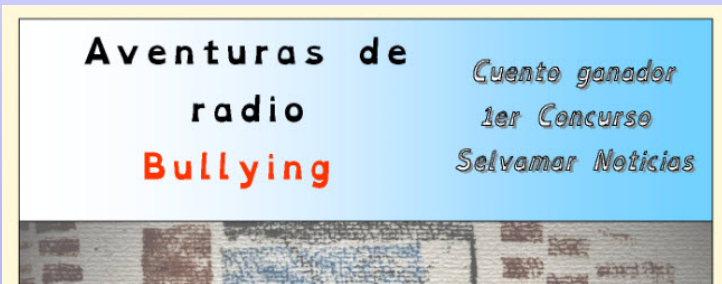 Aventuras de
radio
Bullying
Cuento ganador
1er Concurso
Selvamar Noticias